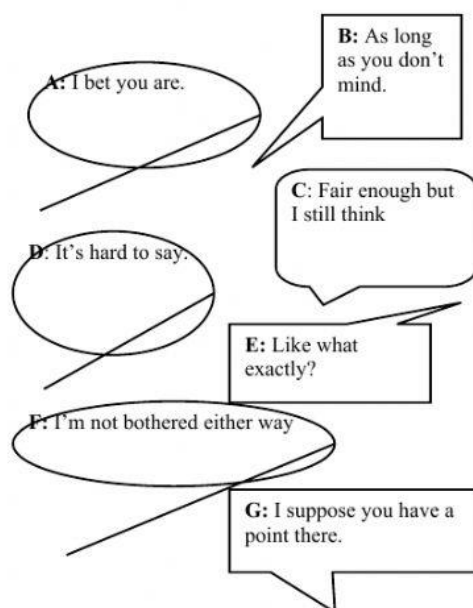 A: I bet you are.
B: As long
as you don’t
mind.
C: Fair enough but
I still think
D: It’s hard to say.
E: Like what
exactly?
F: I’m not bothered either way
G: I suppose you have a
point there.